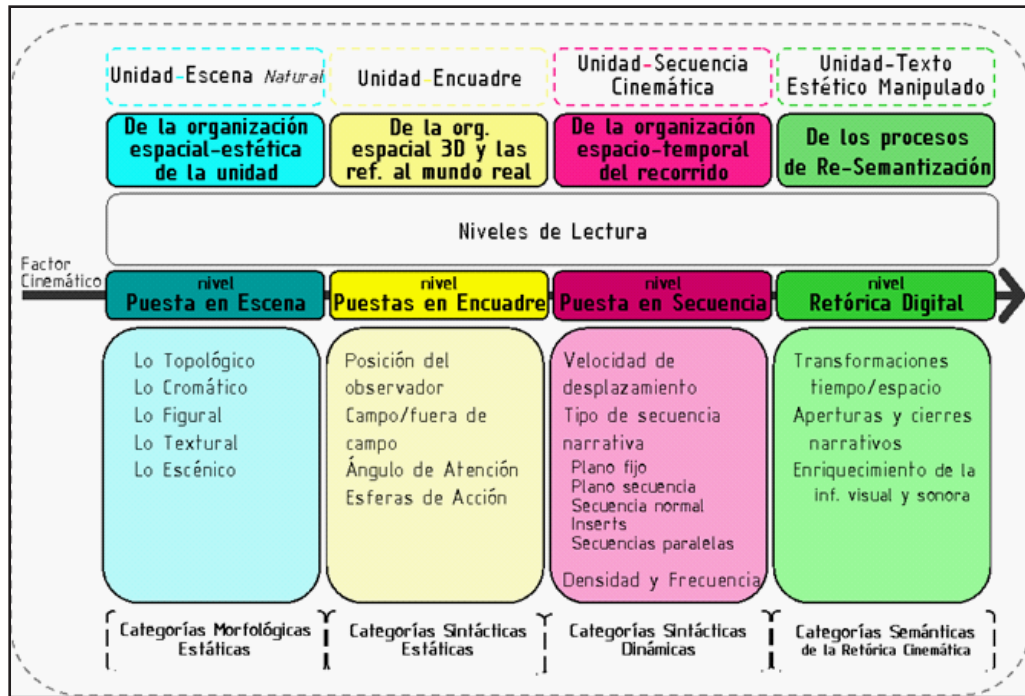 Unidad-Escena Natural
Unidad-Encuadre
Unidad-Secuencia
Cinemática
Unidad-Texto
Estético Manipulado
De la organización
espacial-estética
de la unidad
De la org.
espacial 3D y las
ref. al mundo real
De la organización
espacio-temporal
del recorrido
De los procesos
de Re-Semantización
Niveles de Lectura
Factor
Cinemático
nivel
Puesta en Escena
nivel
Puestas en Encuadre
nivel
Puesta en Secuencia
nivel
Retórica Digital
Lo Topológico
Lo Cromático
Lo Figural
Lo Textural
Lo Escénico
Posición del
observador
Campo/fuera de
campo
Ángulo de Atención
Esferas de Acción
Velocidad de
desplazamiento
Tipo de secuencia
narrativa
Plano fijo
Plano secuencia
Secuencia normal
Inserts
Secuencias paralelas
Densidad y Frecuencia
Transformaciones
tiempo/espacio
Aperturas y cierres
narrativos
Enriquecimiento de la
inf. visual y sonora
Categorías Morfológicas
Estáticas
Categorías Sintácticas
Estáticas
Categorías Sintácticas
Dinámicas
Categorías Semánticas
de la Retórica Cinemática